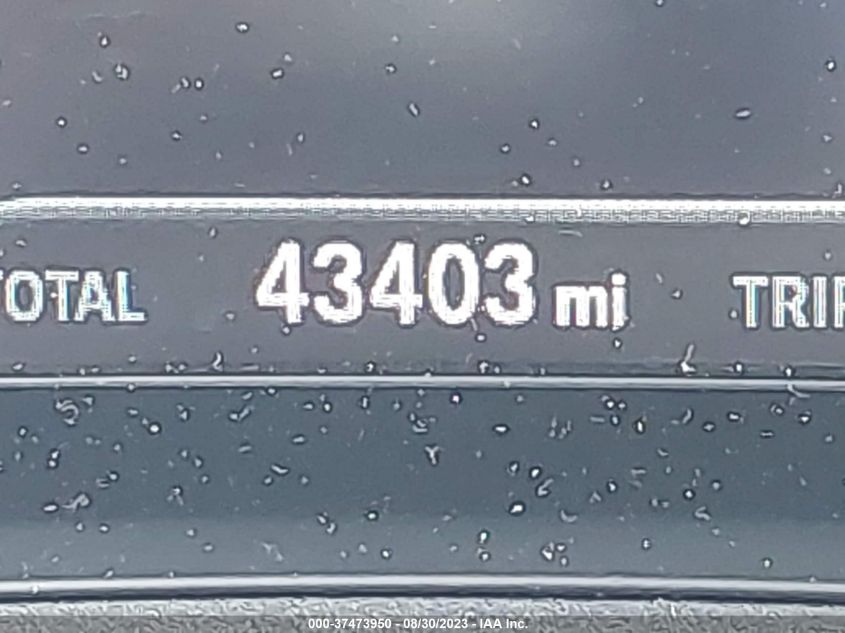 TOTAL 43403 mi TRIP
000-37473950 - 08/30/2023 - IAA Inc.